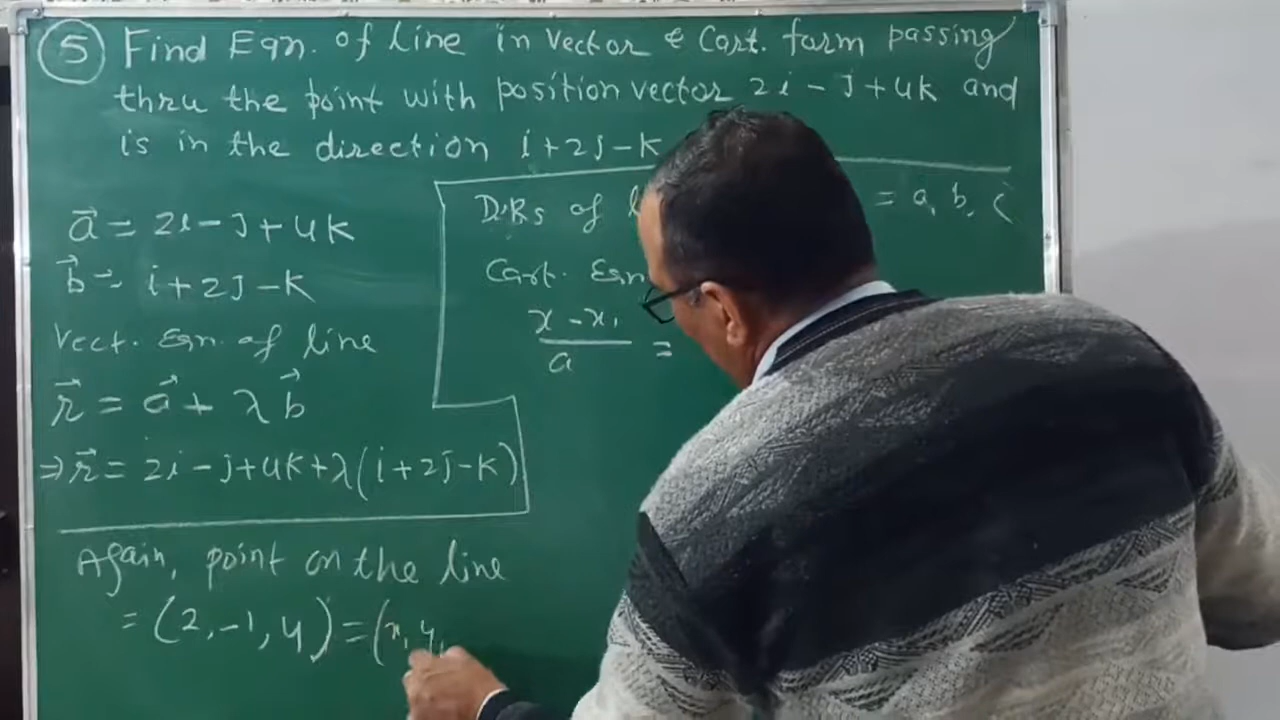 5 Find Eqn. of line in vector & Cart. form passing
thru the point with position vector 2i - J + 4k and
is in the direction i + 2J - k
a⃗ = 2i - J + 4k
b⃗ = i + 2J - k
Vect. Eqn. of line
r⃗ = a⃗ + λ b⃗
⇒ r⃗ = 2i - J + 4k + λ(i + 2J - k)
Again, point on the line
= (2, -1, 4) = (x₁ y₁
D.Rs of
= a, b, c
Cart. Eqn
x - x₁ / a =